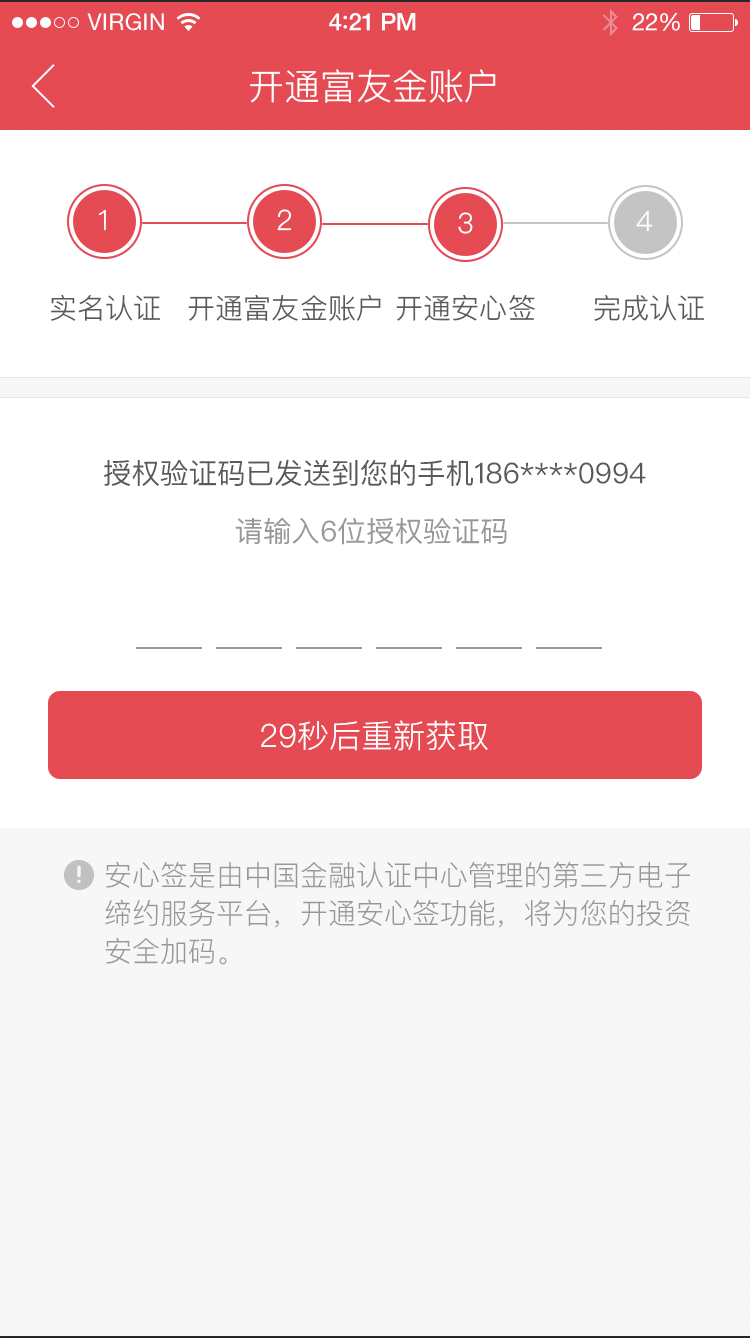 VIRGIN 4:21 PM 22%
开通富友金账户
1 2 3 4
实名认证 开通富友金账户 开通安心签 完成认证
授权验证码已发送到您的手机186****0994
请输入6位授权验证码
29秒后重新获取
安心签是由中国金融认证中心管理的第三方电子
缔约服务平台，开通安心签功能，将为您的投资
安全加码。